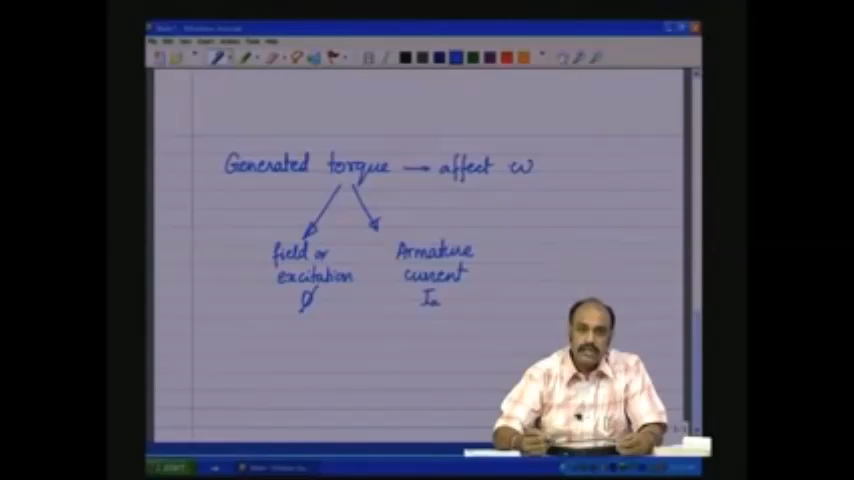 Generated torque → affect ω
field or
excitation
Ø
Armature
current
Ia